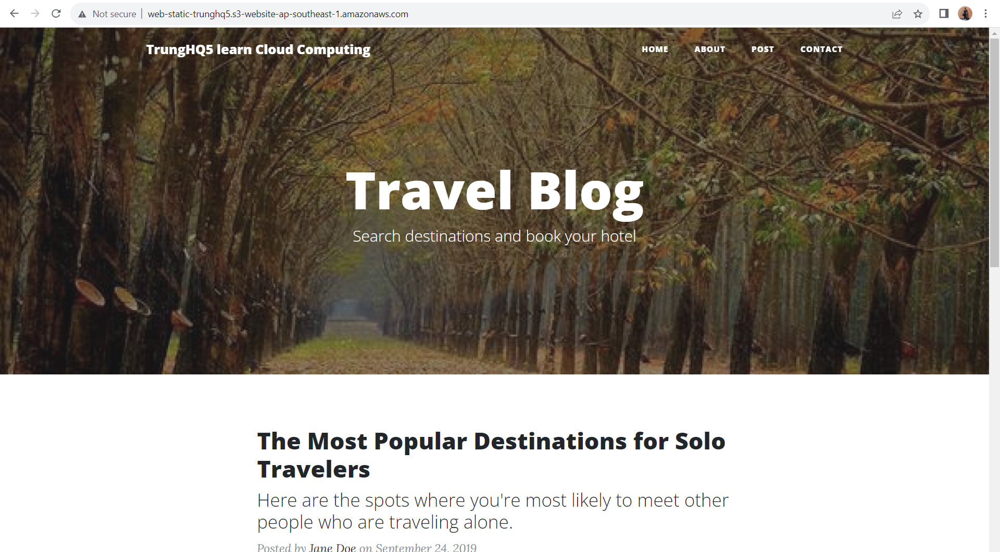 Not secure web-static-trunghq5.s3-website-ap-southeast-1.amazonaws.com
TrungHQ5 learn Cloud Computing HOME ABOUT POST CONTACT
Travel Blog
Search destinations and book your hotel
The Most Popular Destinations for Solo
Travelers
Here are the spots where you're most likely to meet other
people who are traveling alone.
Posted by Jane Doe on September 24, 2019